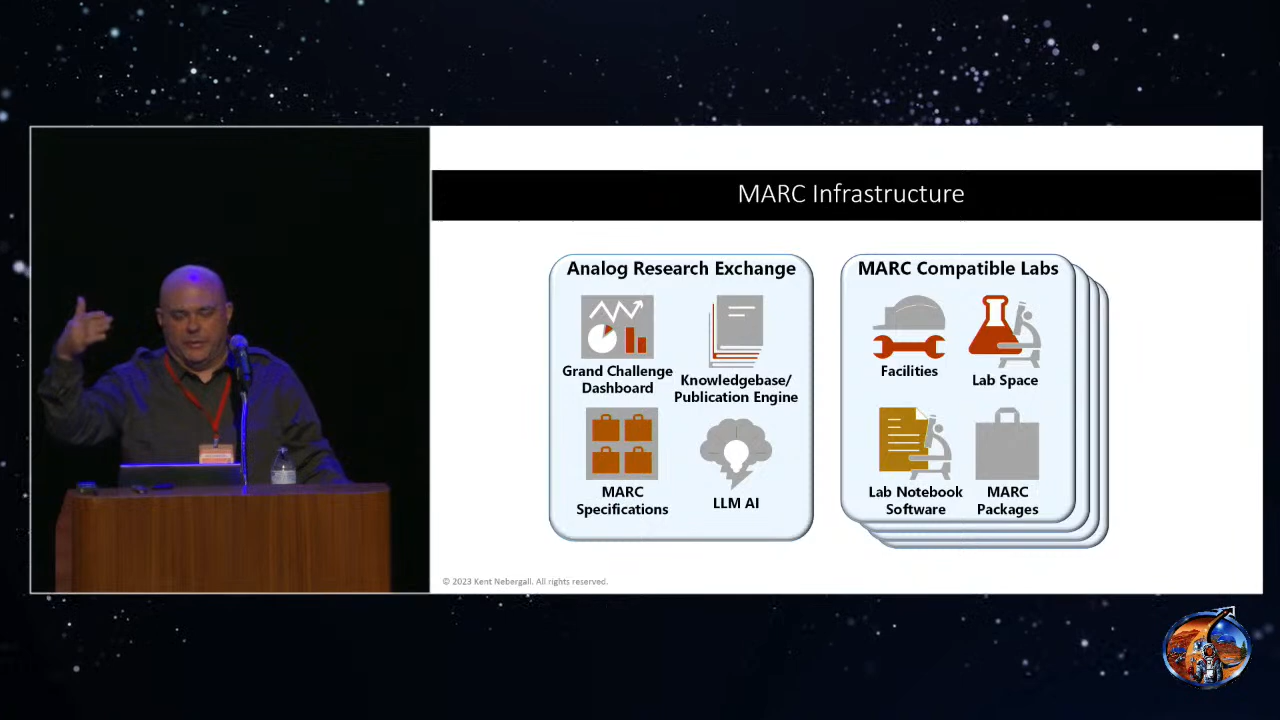 MARC Infrastructure
Analog Research Exchange
Grand Challenge
Dashboard
Knowledgebase/
Publication Engine
MARC
Specifications
LLM AI
MARC Compatible Labs
Facilities
Lab Space
Lab Notebook
Software
MARC
Packages
© 2023 Kent Nebergall. All rights reserved.